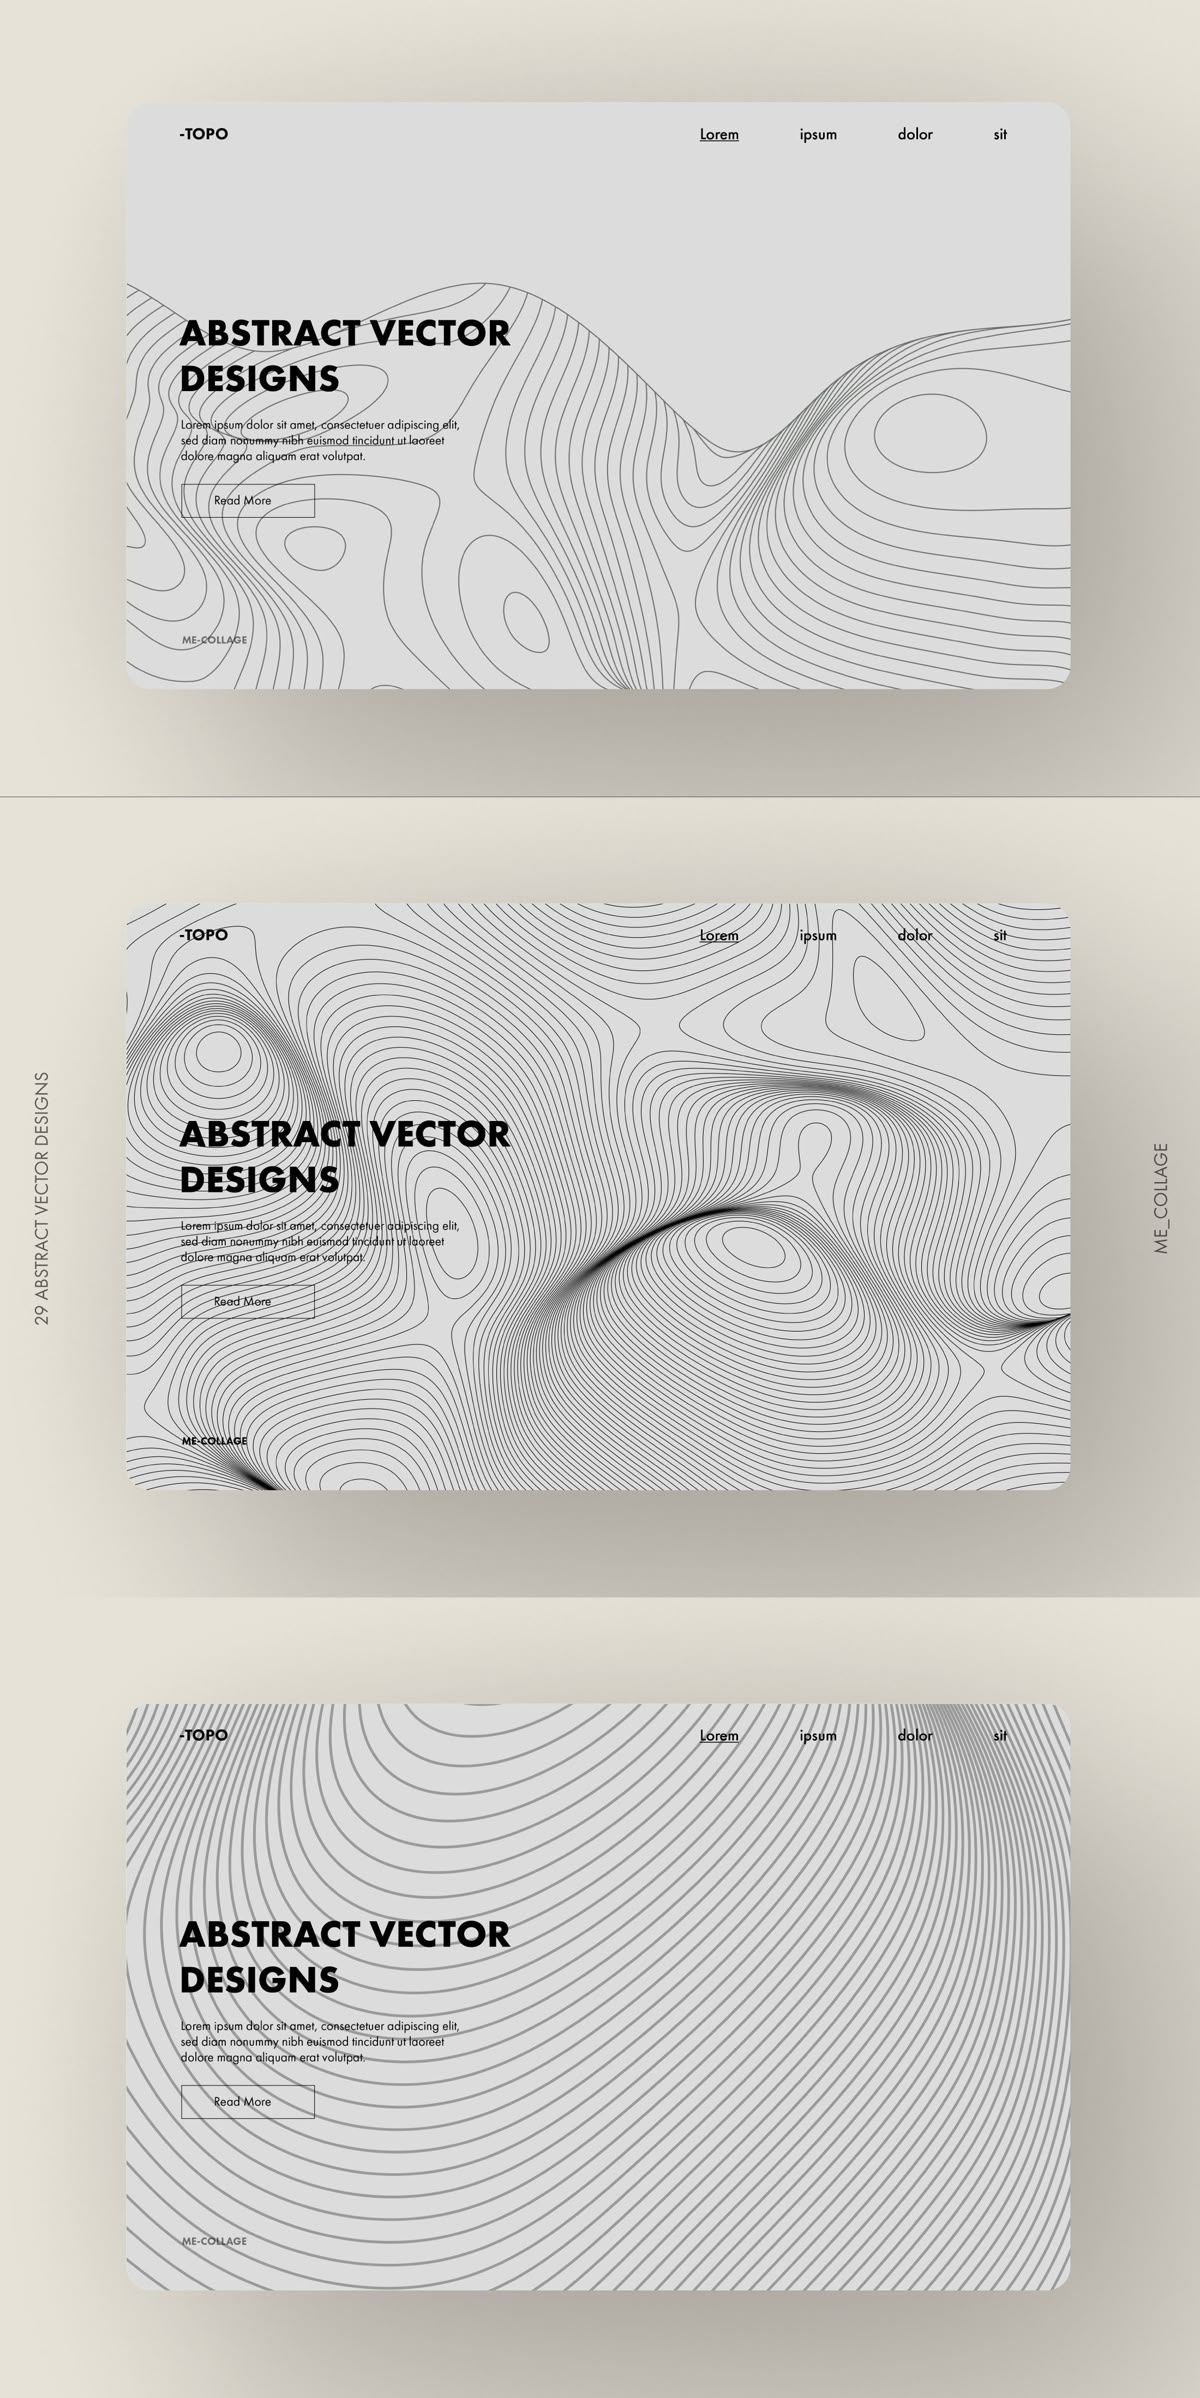 -TOPO
Lorem ipsum dolor sit
ABSTRACT VECTOR
DESIGNS
Lorem ipsum dolor sit amet, consectetuer adipiscing elit,
sed diam nonummy nibh euismod tincidunt ut laoreet
dolore magna aliquam erat volutpat.
Read More
ME-COLLAGE
29 ABSTRACT VECTOR DESIGNS
-TOPO
Lorem ipsum dolor sit
ABSTRACT VECTOR
DESIGNS
Lorem ipsum dolor sit amet, consectetuer adipiscing elit,
sed diam nonummy nibh euismod tincidunt ut laoreet
dolore magna aliquam erat volutpat.
Read More
ME-COLLAGE
ME_COLLAGE
-TOPO
Lorem ipsum dolor sit
ABSTRACT VECTOR
DESIGNS
Lorem ipsum dolor sit amet, consectetuer adipiscing elit,
sed diam nonummy nibh euismod tincidunt ut laoreet
dolore magna aliquam erat volutpat.
Read More
ME-COLLAGE